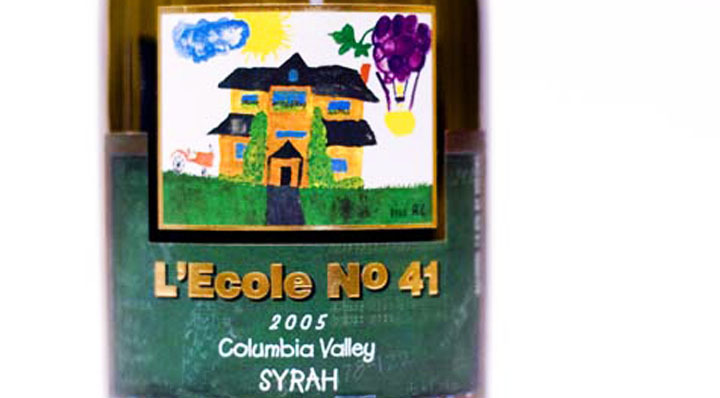 L'Ecole No 41
2005
Columbia Valley
SYRAH